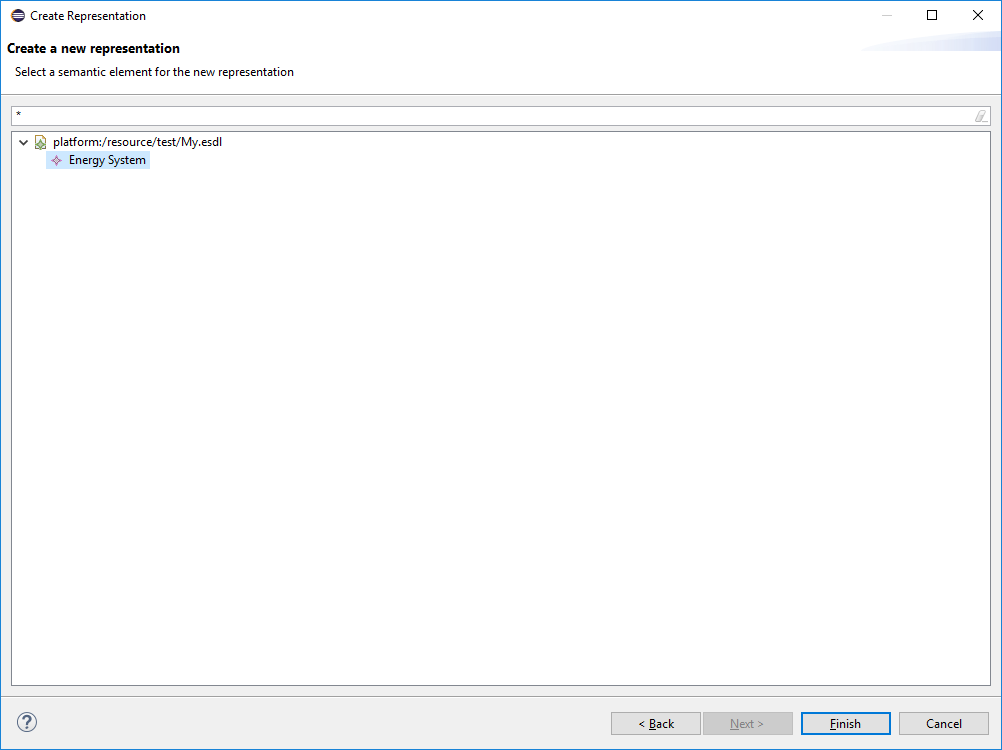 Create Representation
Create a new representation
Select a semantic element for the new representation
*
platform:/resource/test/My.esdl
Energy System
?
< Back
Next >
Finish
Cancel